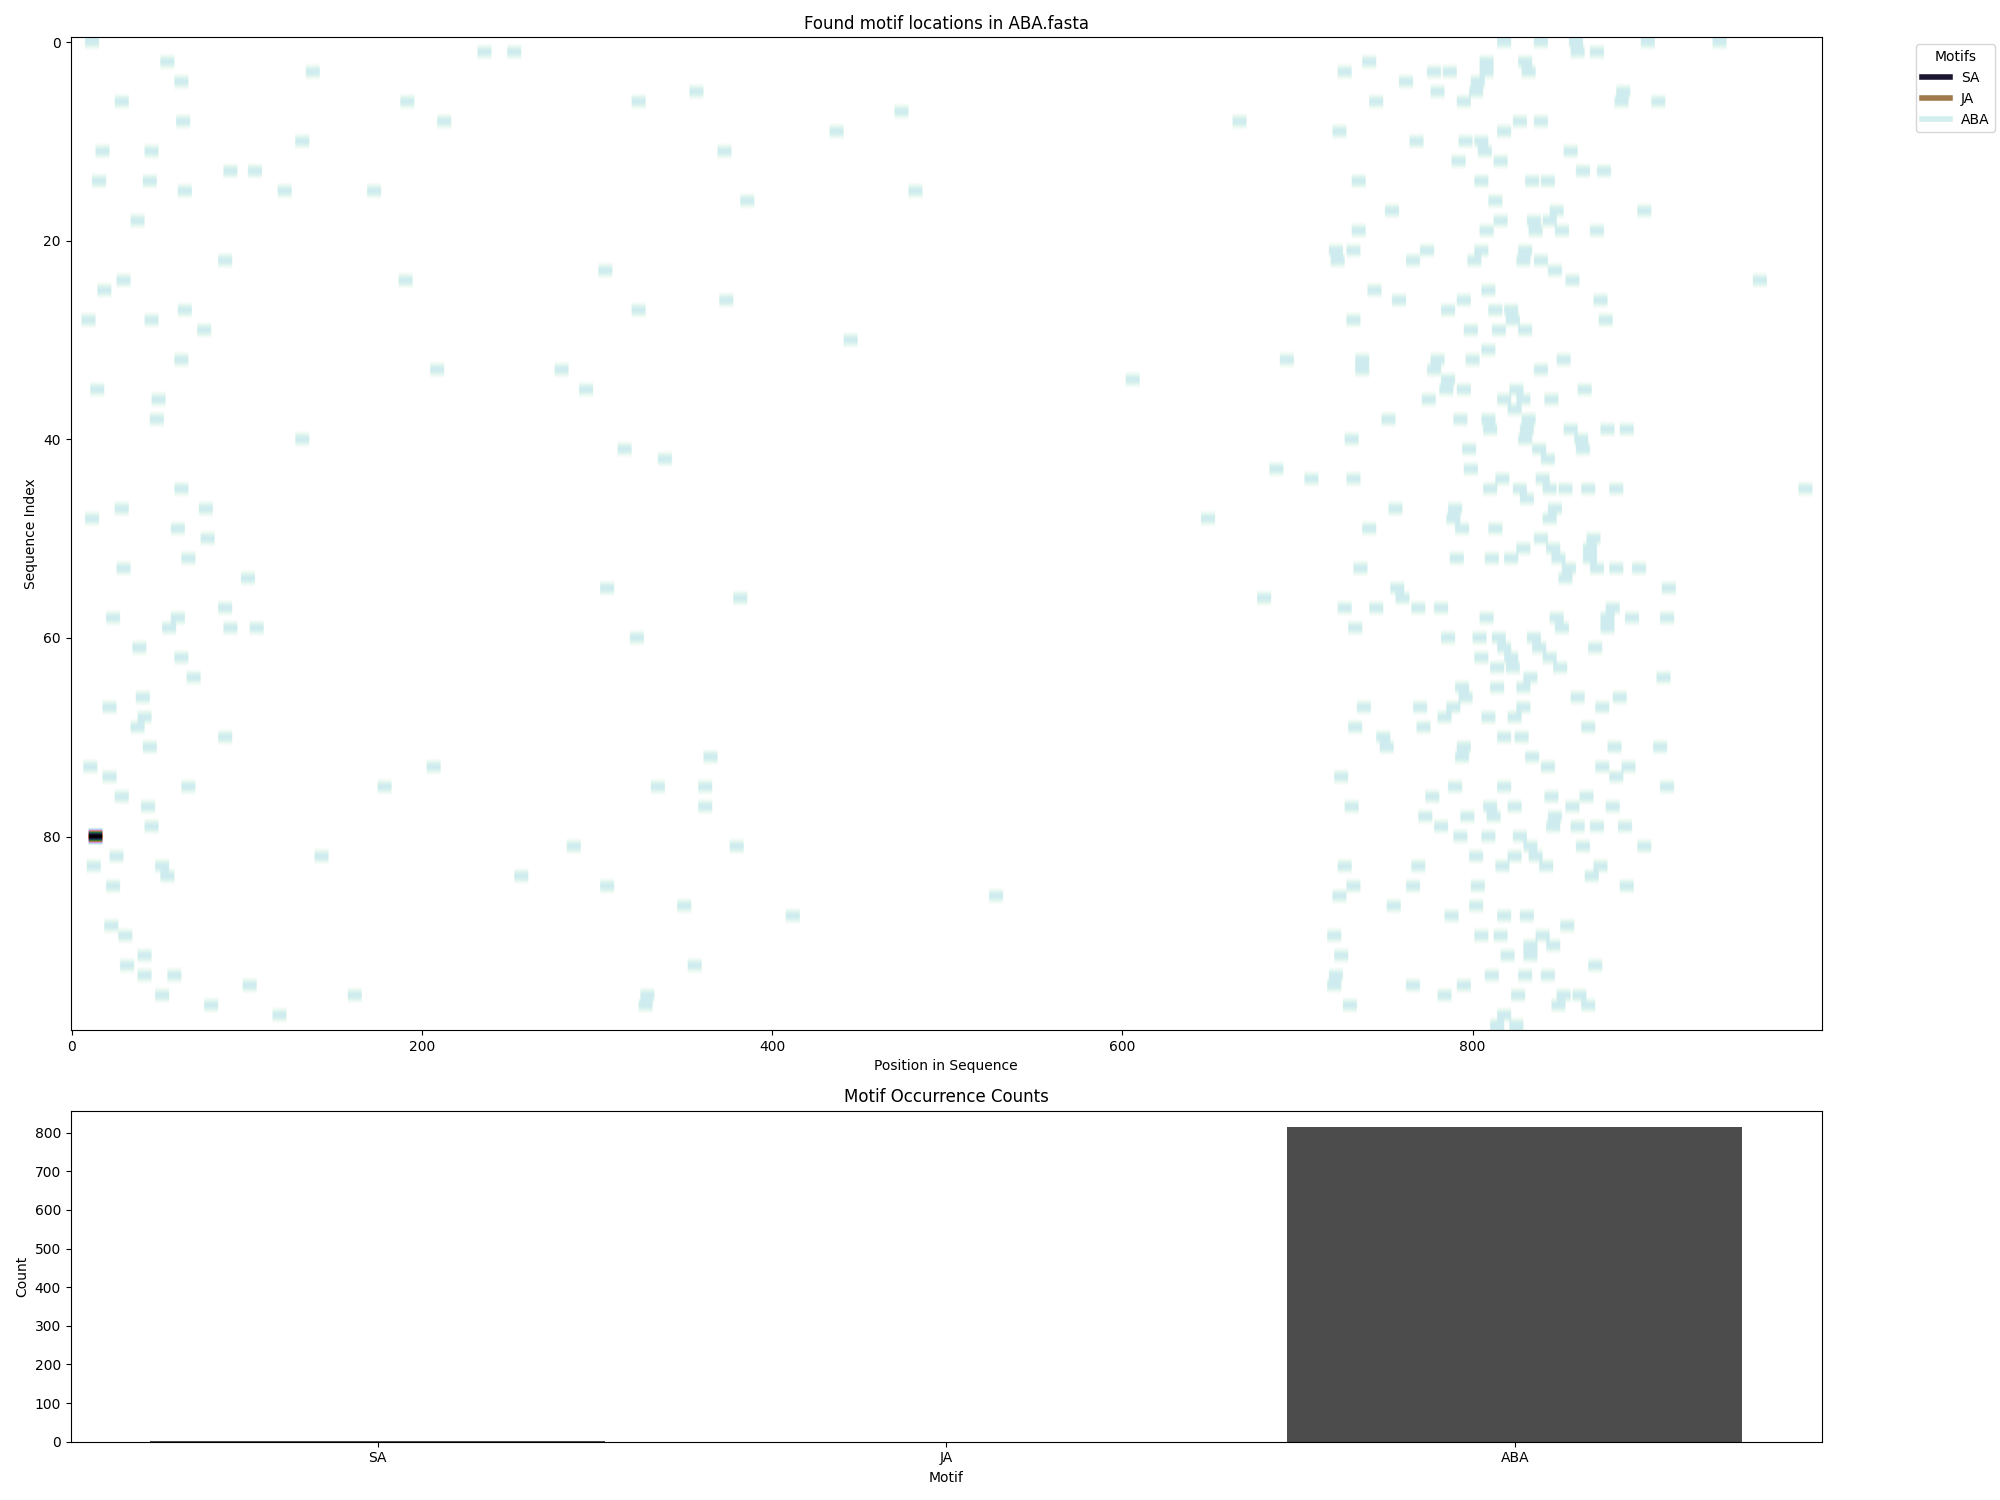 Found motif locations in ABA.fasta
Motifs
SA
JA
ABA
0
20
40
60
80
Sequence Index
0 200 400 600 800
Position in Sequence
Motif Occurrence Counts
800
700
600
500
400
300
200
100
0
Count
SA JA ABA
Motif